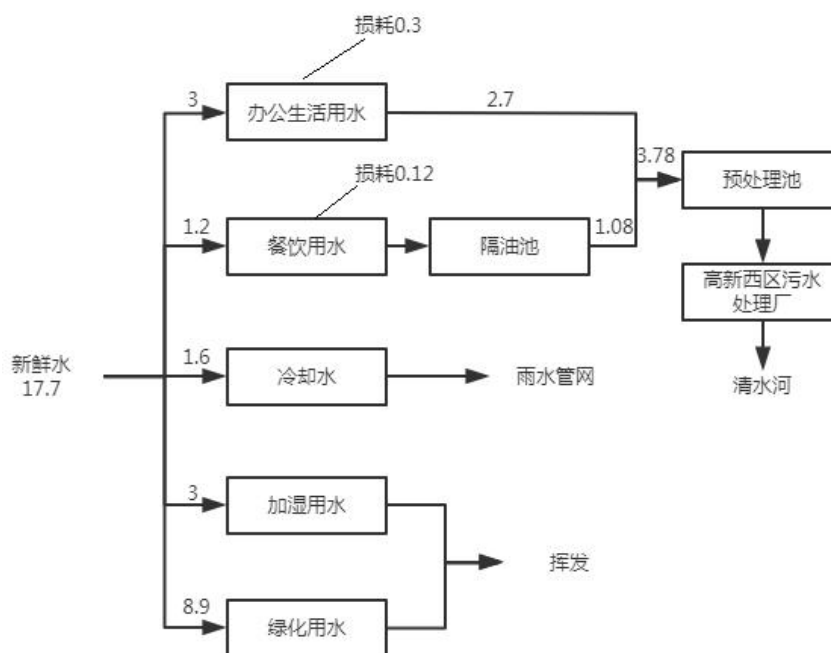 损耗0.3
3
办公生活用水
2.7
3.78
预处理池
损耗0.12
1.2
餐饮用水
隔油池
1.08
高新西区污水
处理厂
新鲜水
17.7
1.6
冷却水
雨水管网
清水河
3
加湿用水
挥发
8.9
绿化用水